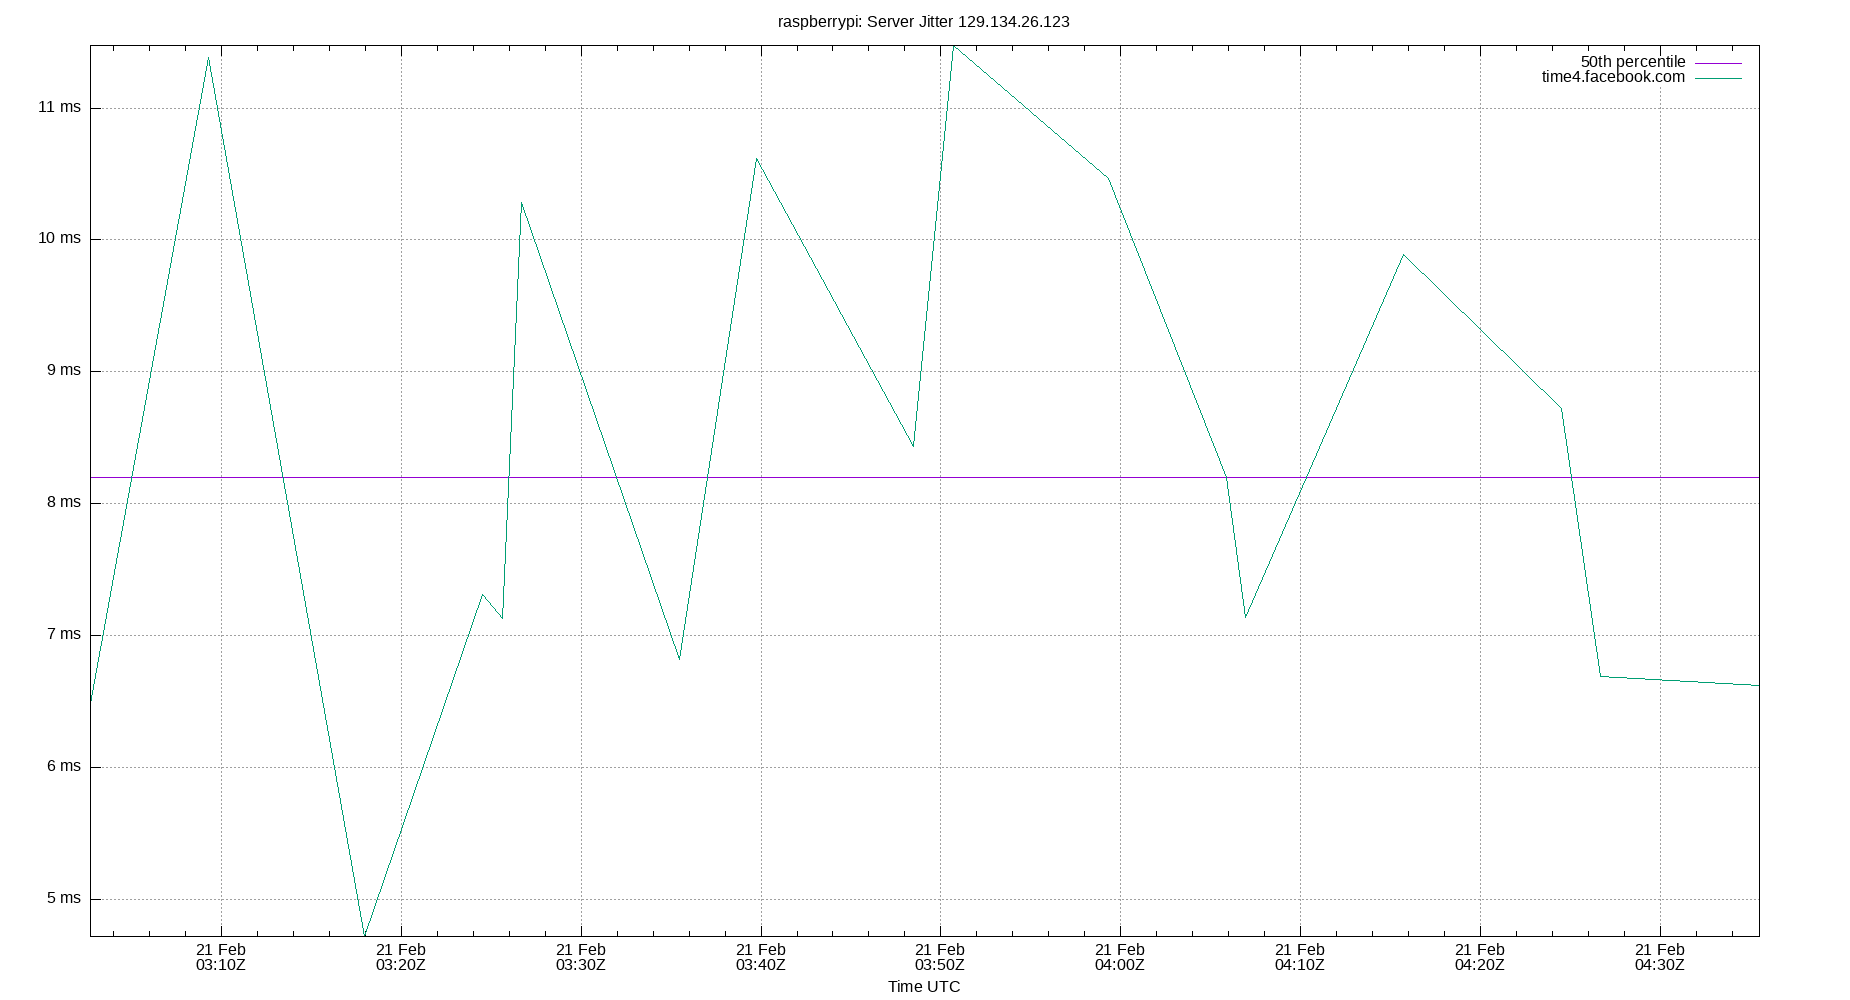 raspberrypi: Server Jitter 129.134.26.123
50th percentile
time4.facebook.com
11 ms
10 ms
9 ms
8 ms
7 ms
6 ms
5 ms
21 Feb 21 Feb 21 Feb 21 Feb 21 Feb 21 Feb 21 Feb 21 Feb 21 Feb
03:10Z 03:20Z 03:30Z 03:40Z 03:50Z 04:00Z 04:10Z 04:20Z 04:30Z
Time UTC